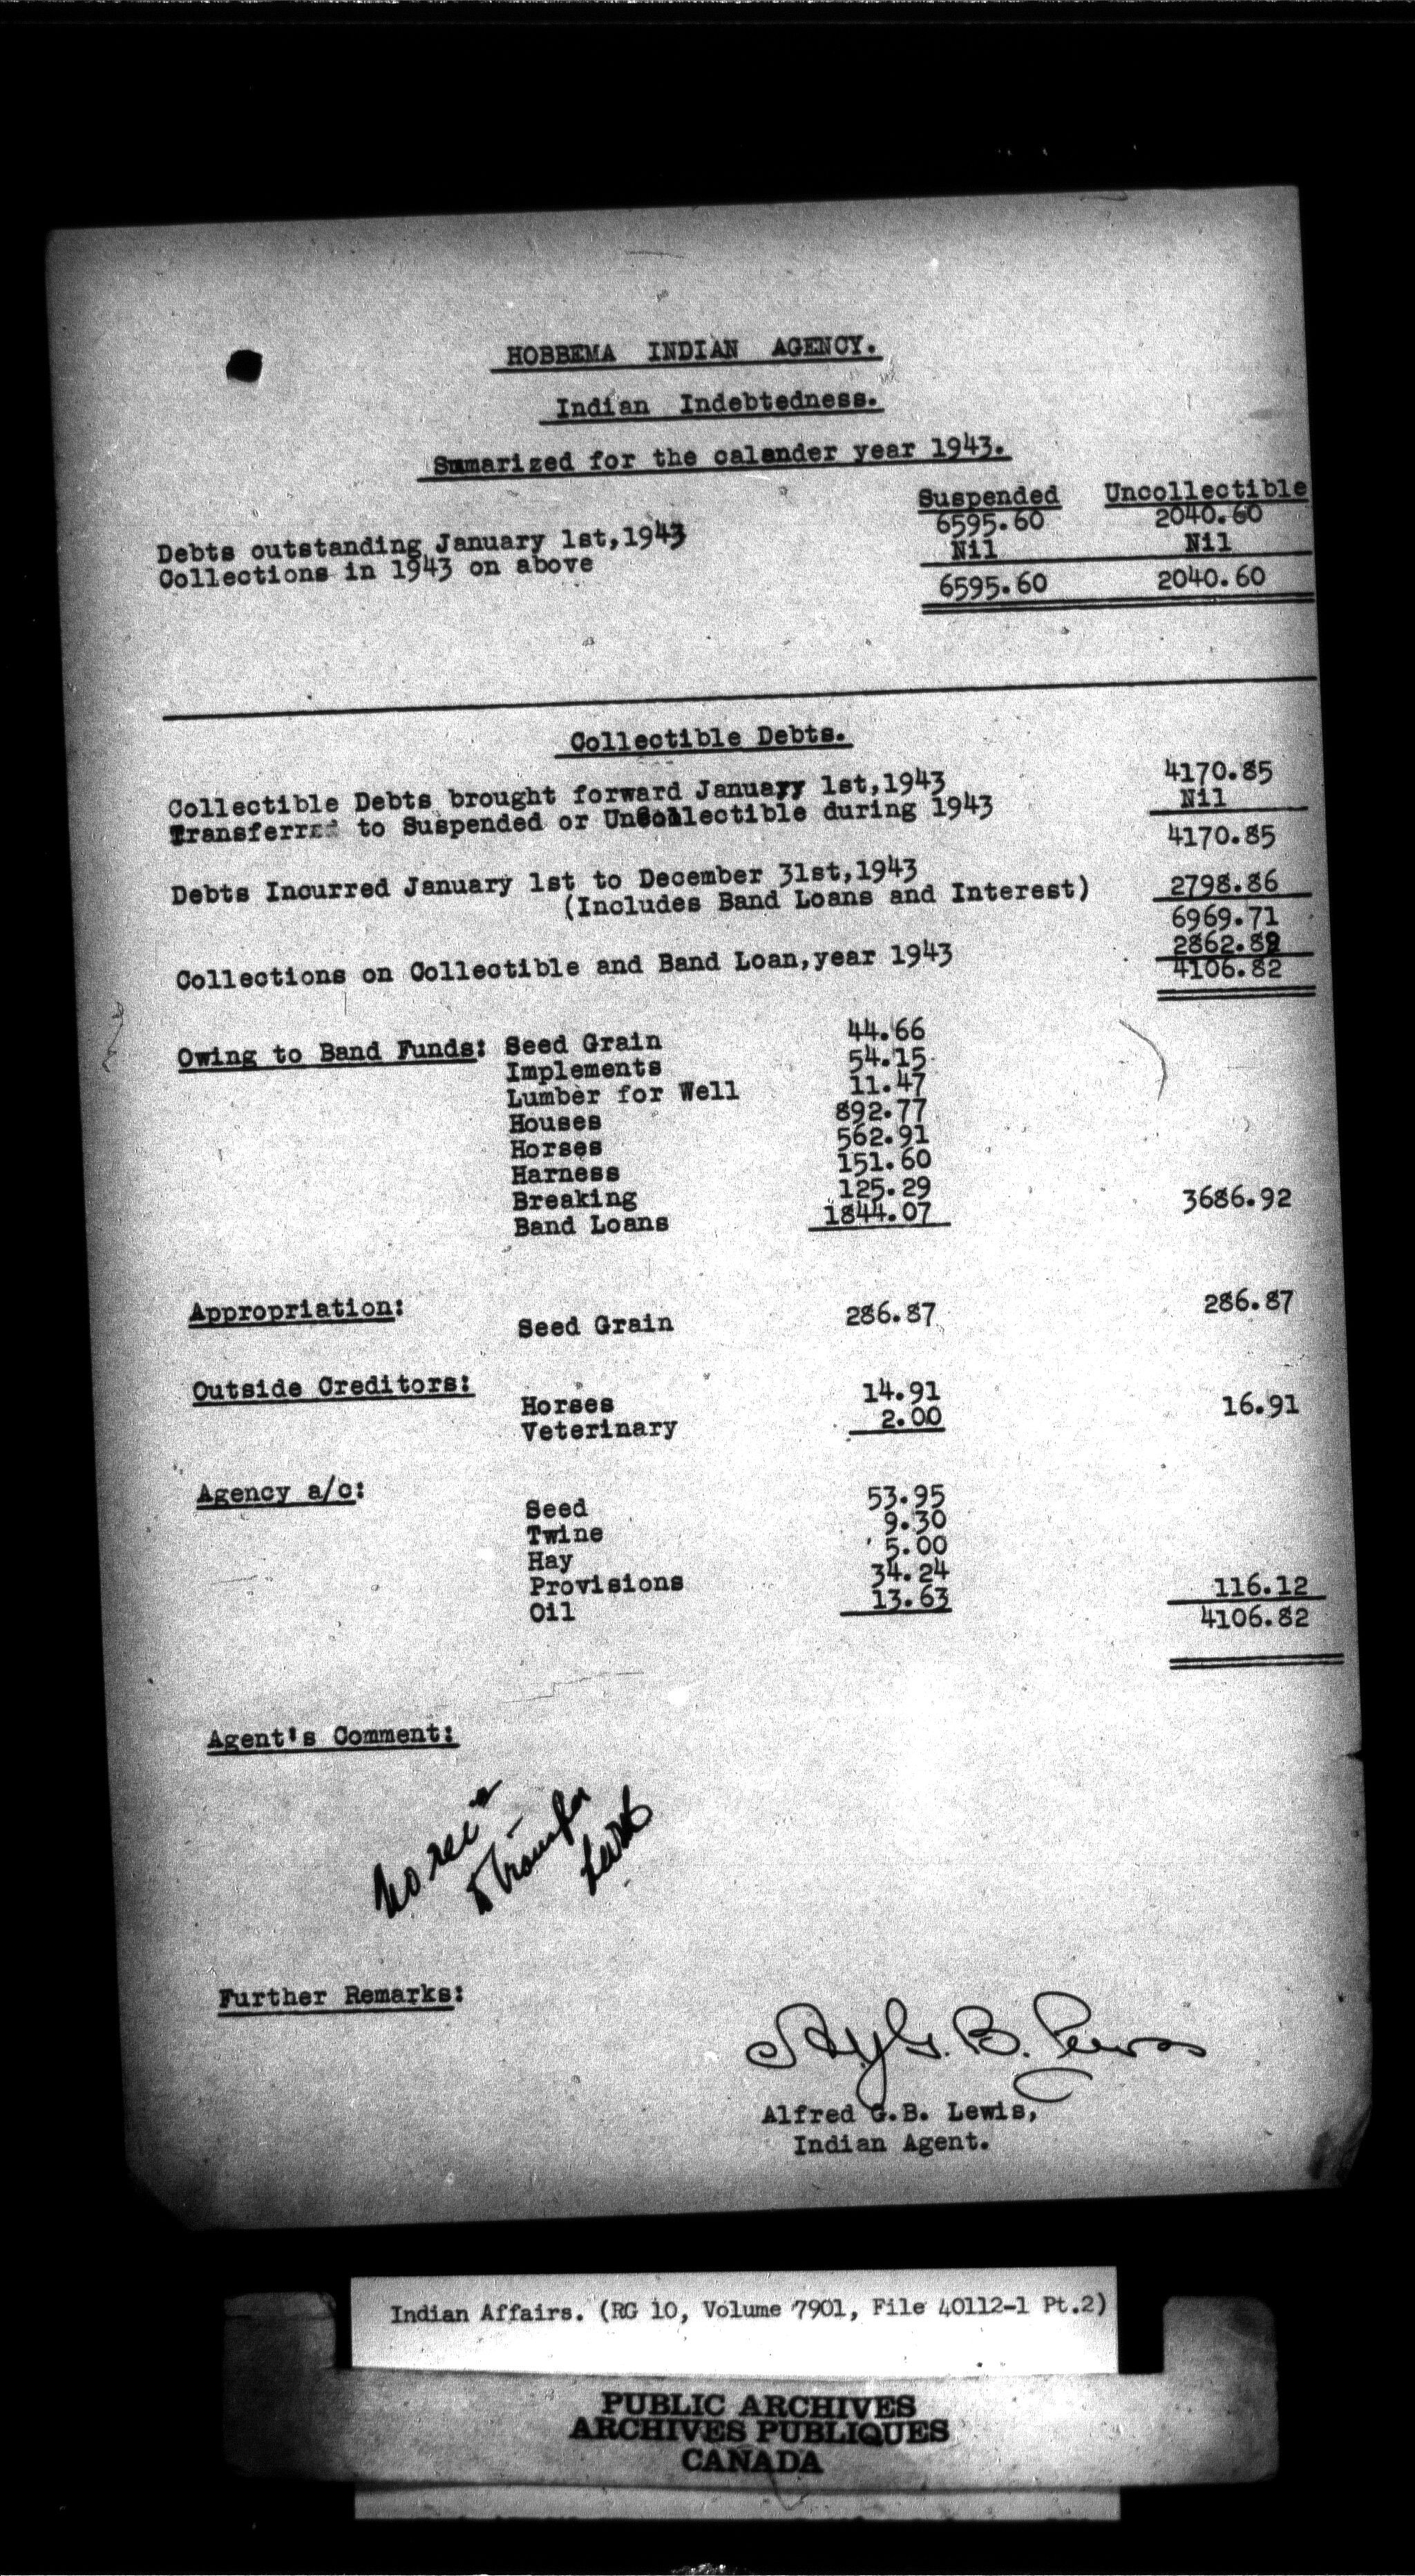 HOBBEMA INDIAN AGENCY.
Indian Indebtedness.
Summarized for the calander year 1943.
Suspended Uncollectible
Debts outstanding January 1st,1943 6595.60 2040.60
Collections in 1943 on above Nil Nil
6595.60 2040.60
Collectible Debts.
Collectible Debts brought forward January 1st,1943 4170.85
Transferred to Suspended or Uncollectible during 1943 Nil
4170.85
Debts Incurred January 1st to December 31st,1943
(Includes Band Loans and Interest) 2798.86
6969.71
Collections on Collectible and Band Loan,year 1943 2862.89
4106.82
Owing to Band Funds: Seed Grain 44.66
Implements 54.15
Lumber for Well 11.47
Houses 892.77
Horses 562.91
Harness 151.60
Breaking 125.29
Band Loans 1844.07 3686.92
Appropriation: Seed Grain 286.87 286.87
Outside Creditors:
Horses 14.91
Veterinary 2.00 16.91
Agency a/c:
Seed 53.95
Twine 9.30
Hay 5.00
Provisions 34.24
Oil 13.63 116.12
4106.82
Agent's Comment:
Further Remarks:
Alfred G.B. Lewis,
Indian Agent.
Indian Affairs. (RG 10, Volume 7901, File 40112-1 Pt.2)
PUBLIC ARCHIVES
ARCHIVES PUBLIQUES
CANADA